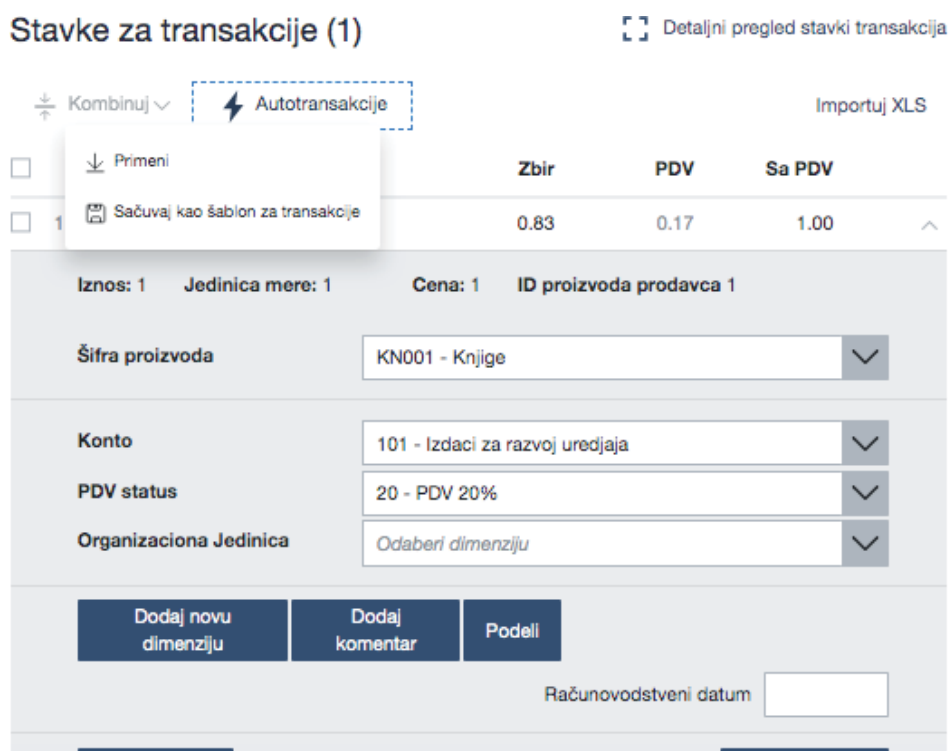 Stavke za transakcije (1)
Detaljni pregled stavki transakcija
Kombinuj
Autotransakcije
Importuj XLS
Primeni
Sačuvaj kao šablon za transakcije
Zbir PDV Sa PDV
1 0.83 0.17 1.00
Iznos: 1 Jedinica mere: 1 Cena: 1 ID proizvoda prodavca 1
Šifra proizvoda
KN001 - Knjige
Konto
101 - Izdaci za razvoj uredjaja
PDV status
20 - PDV 20%
Organizaciona Jedinica
Odaberi dimenziju
Dodaj novu
dimenziju
Dodaj
komentar
Podeli
Računovodstveni datum